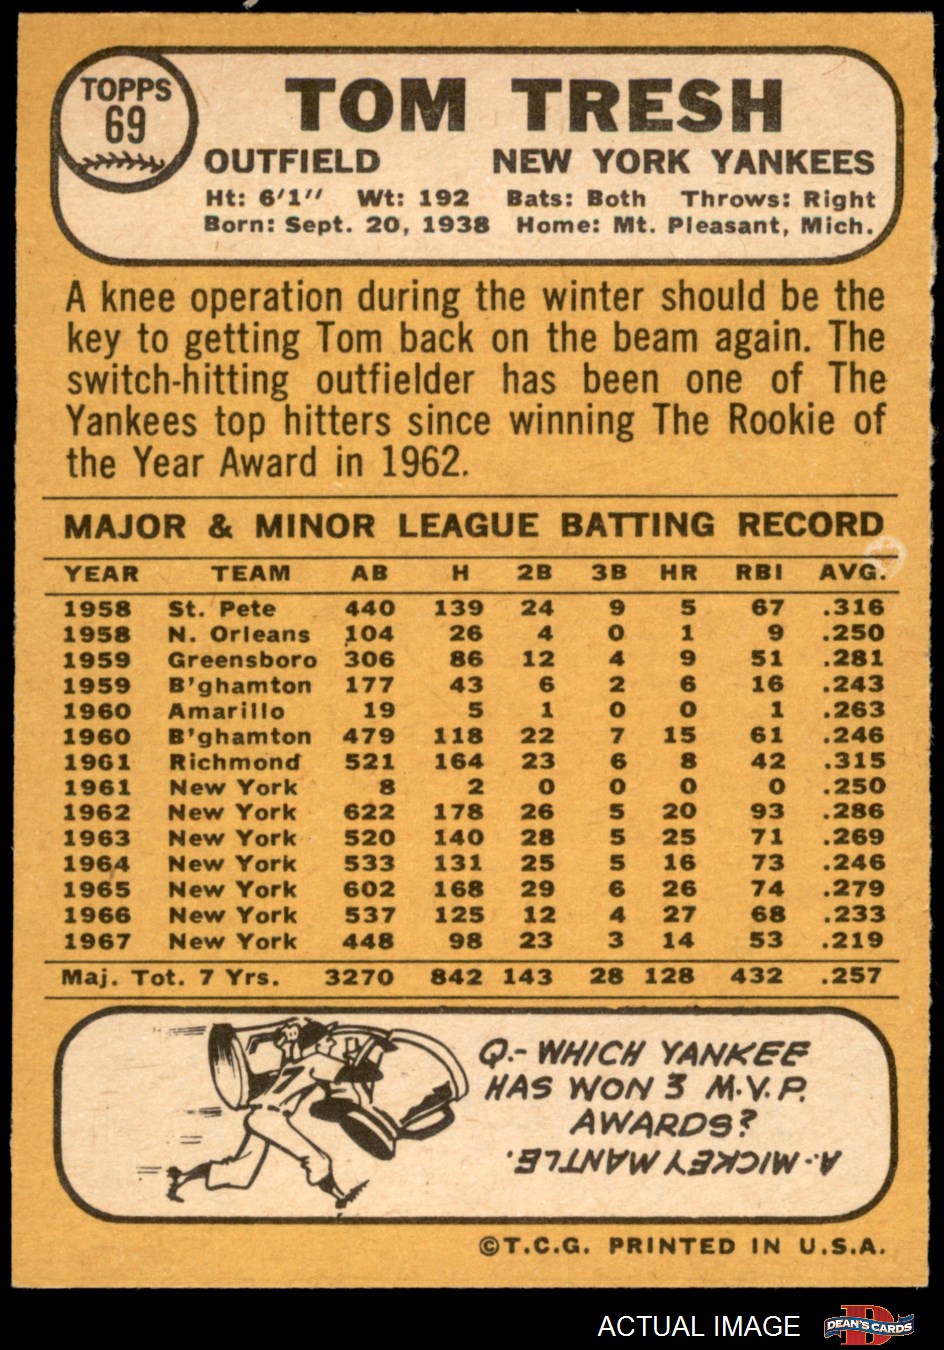 TOPPS
69
TOM TRESH
OUTFIELD NEW YORK YANKEES
Ht: 6'1" Wt: 192 Bats: Both Throws: Right
Born: Sept. 20, 1938 Home: Mt. Pleasant, Mich.
A knee operation during the winter should be the
key to getting Tom back on the beam again. The
switch-hitting outfielder has been one of The
Yankees top hitters since winning The Rookie of
the Year Award in 1962.
MAJOR & MINOR LEAGUE BATTING RECORD
YEAR TEAM AB H 2B 3B HR RBI AVG.
1958 St. Pete 440 139 24 9 5 67 .316
1958 N. Orleans 104 26 4 0 1 9 .250
1959 Greensboro 306 86 12 4 9 51 .281
1959 B'ghamton 177 43 6 2 6 16 .243
1960 Amarillo 19 5 1 0 0 1 .263
1960 B'ghamton 479 118 22 7 15 61 .246
1961 Richmond 521 164 23 6 8 42 .315
1961 New York 8 2 0 0 0 0 .250
1962 New York 622 178 26 5 20 93 .286
1963 New York 520 140 28 5 25 71 .269
1964 New York 533 131 25 5 16 73 .246
1965 New York 602 168 29 6 26 74 .279
1966 New York 537 125 12 4 27 68 .233
1967 New York 448 98 23 3 14 53 .219
Maj. Tot. 7 Yrs. 3270 842 143 28 128 432 .257
7
Q.- WHICH YANKEE
HAS WON 3 M.V.P.
AWARDS?
A.- MICKEY MANTLE.
©T.C.G. PRINTED IN U.S.A.
ACTUAL IMAGE
D
DEAN'S CARDS